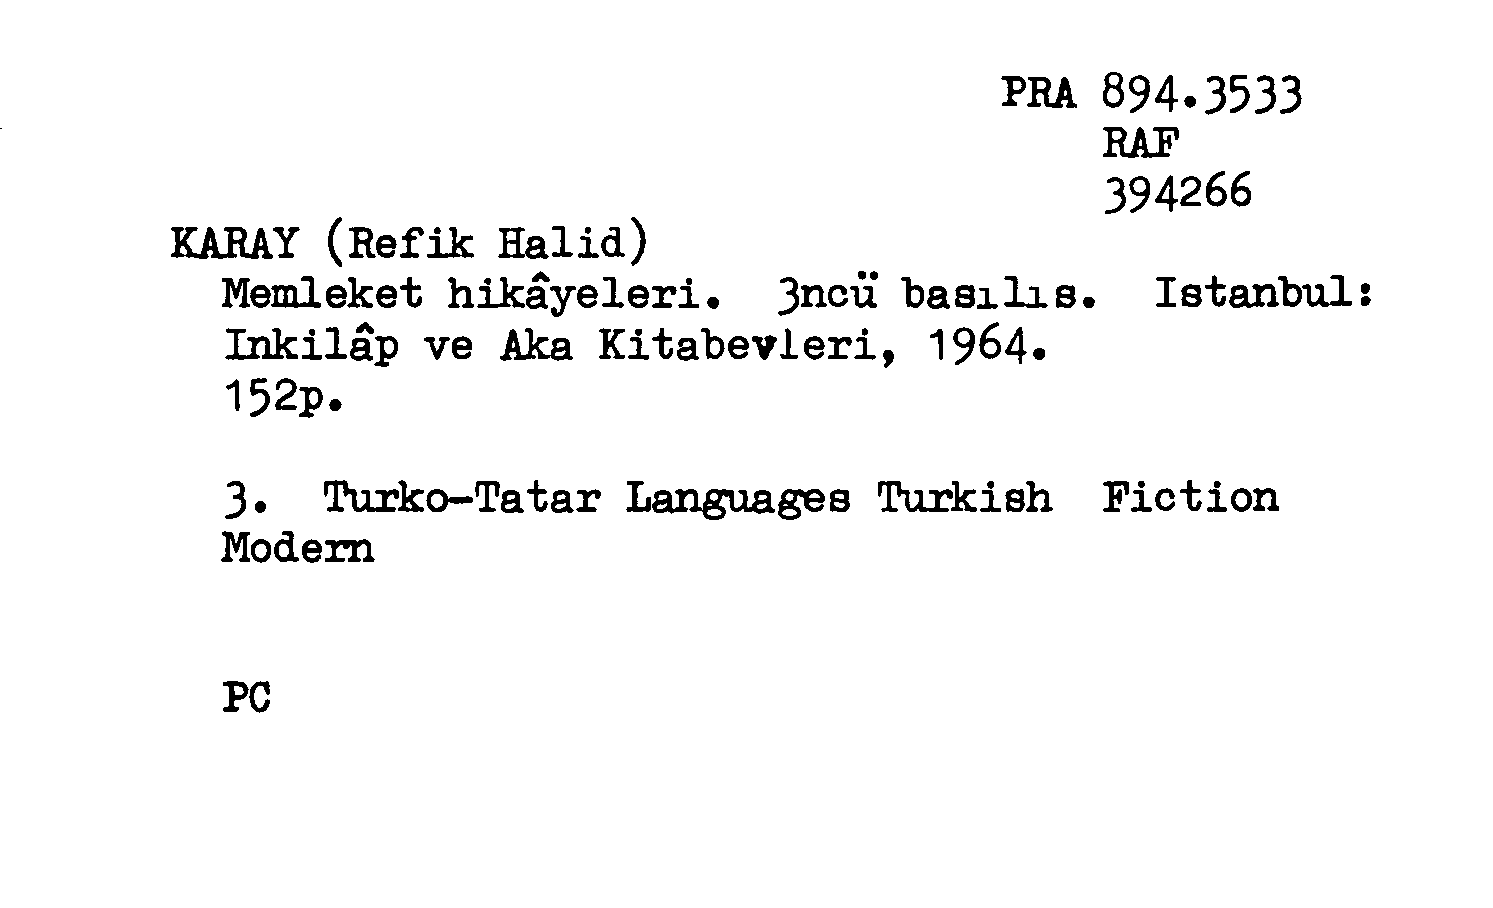 PRA 894.3533
RAF
394266
KARAY (Refik Halid)
Memleket hikâyeleri. 3ncü basılıs. Istanbul:
Inkilâp ve Aka Kitabevleri, 1964.
152p.
3. Turko-Tatar Languages Turkish Fiction
Modern
PC